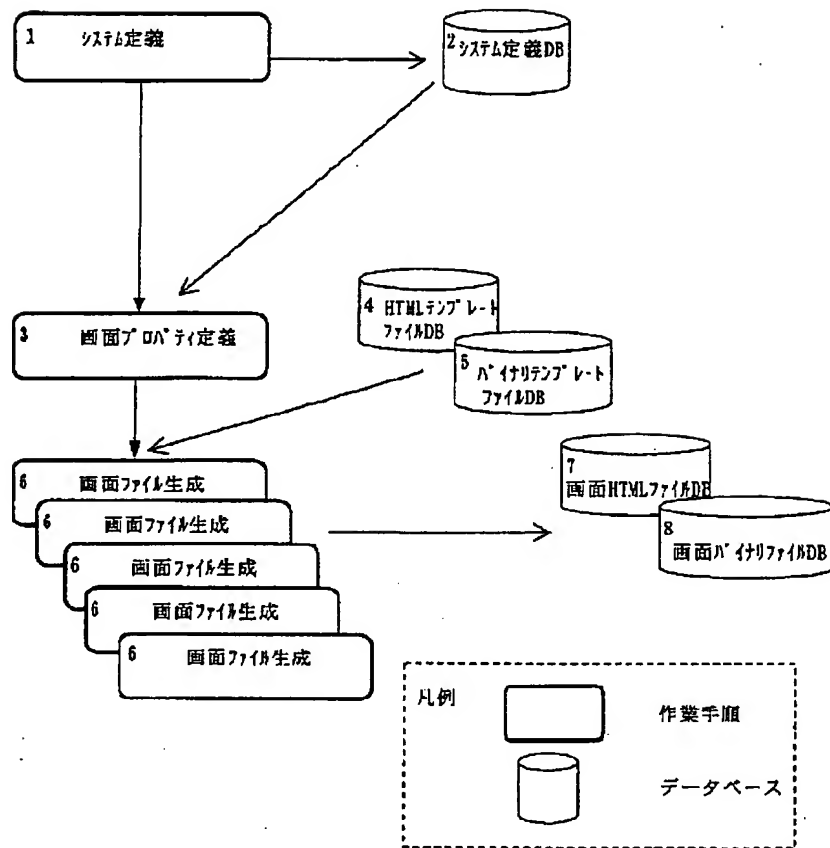 1 ｼｽﾃﾑ定義
2 ｼｽﾃﾑ定義DB
3 画面ﾌﾟﾛﾊﾟﾃｨ定義
4 HTMLﾃﾝﾌﾟﾚｰﾄ
ﾌｧｲﾙDB
5 ﾊﾞｲﾅﾘﾃﾝﾌﾟﾚｰﾄ
ﾌｧｲﾙDB
6 画面ﾌｧｲﾙ生成
6 画面ﾌｧｲﾙ生成
6 画面ﾌｧｲﾙ生成
6 画面ﾌｧｲﾙ生成
6 画面ﾌｧｲﾙ生成
7
画面HTMLﾌｧｲﾙDB
8
画面ﾊﾞｲﾅﾘﾌｧｲﾙDB
凡例
作業手順
データベース